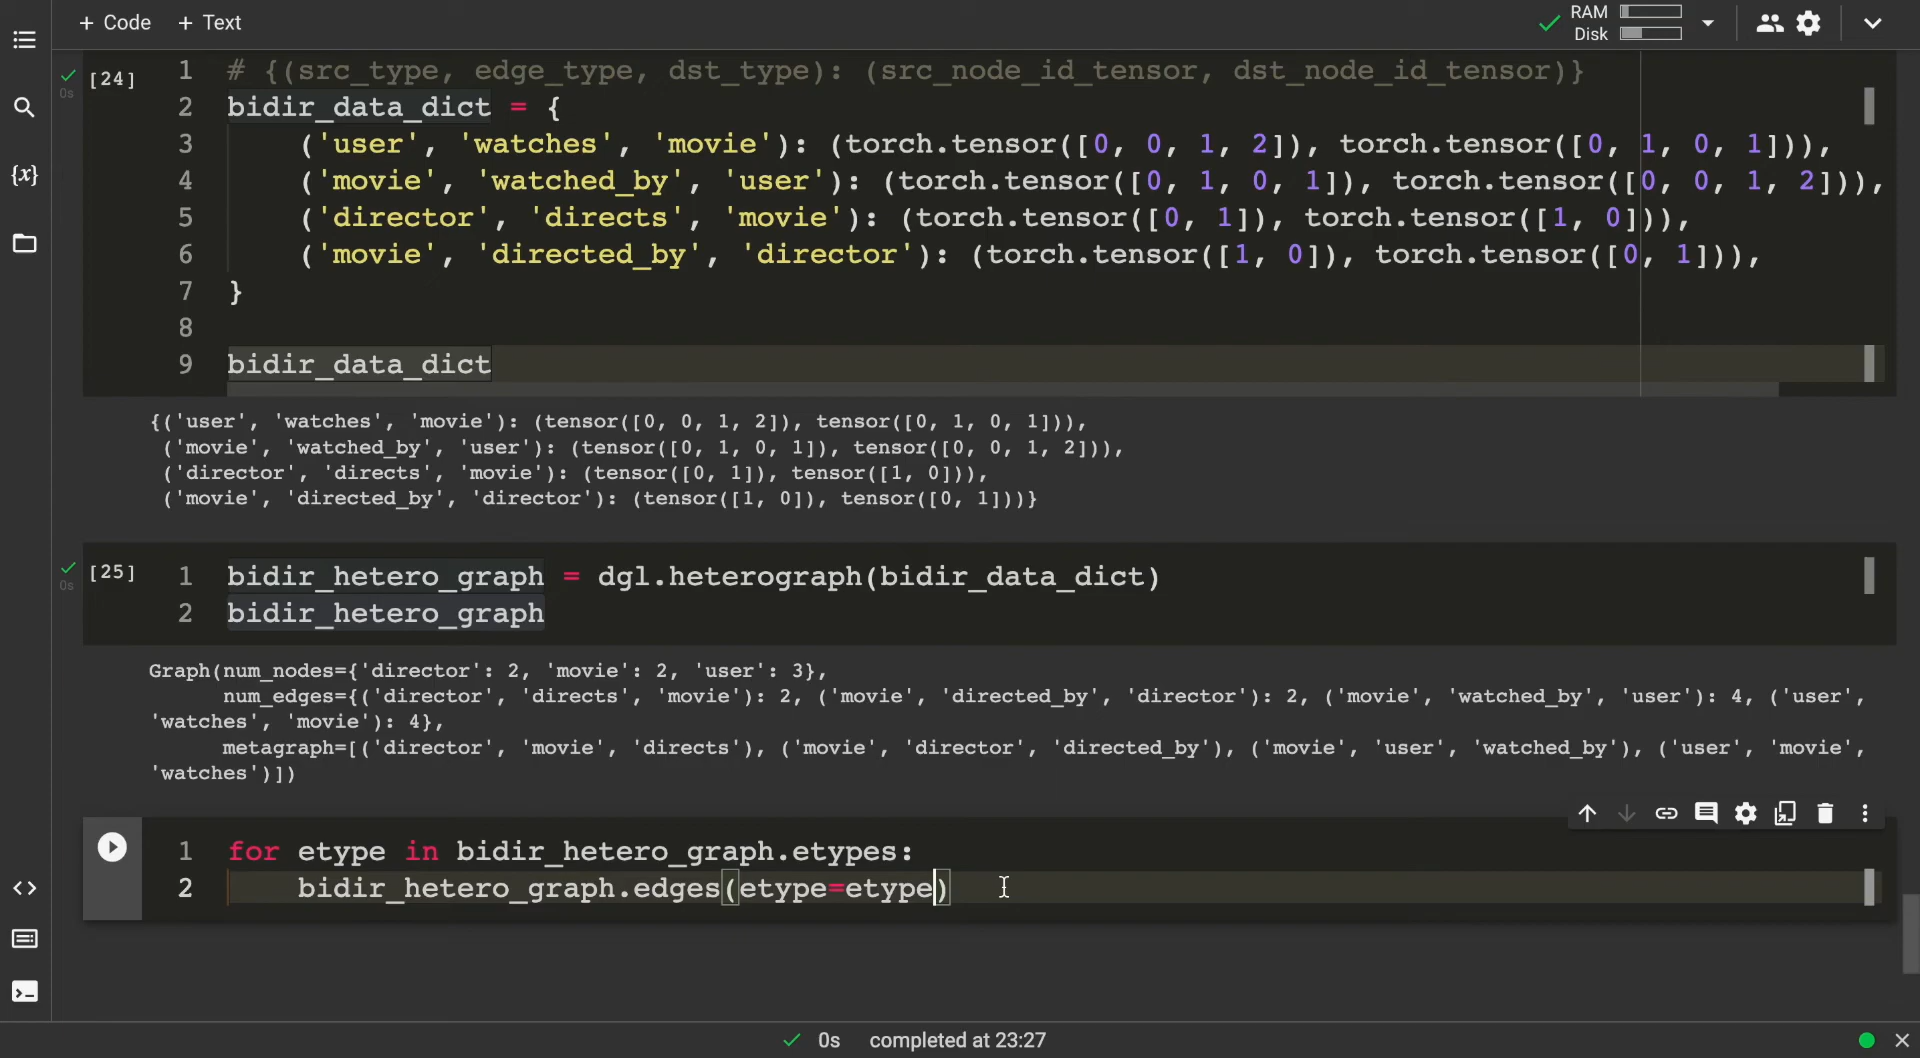 + Code + Text
RAM
Disk
[24]
1 # {(src_type, edge_type, dst_type): (src_node_id_tensor, dst_node_id_tensor)}
2 bidir_data_dict = {
3 ('user', 'watches', 'movie'): (torch.tensor([0, 0, 1, 2]), torch.tensor([0, 1, 0, 1])),
4 ('movie', 'watched_by', 'user'): (torch.tensor([0, 1, 0, 1]), torch.tensor([0, 0, 1, 2])),
5 ('director', 'directs', 'movie'): (torch.tensor([0, 1]), torch.tensor([1, 0])),
6 ('movie', 'directed_by', 'director'): (torch.tensor([1, 0]), torch.tensor([0, 1])),
7 }
8
9 bidir_data_dict
0s
{('user', 'watches', 'movie'): (tensor([0, 0, 1, 2]), tensor([0, 1, 0, 1])),
('movie', 'watched_by', 'user'): (tensor([0, 1, 0, 1]), tensor([0, 0, 1, 2])),
('director', 'directs', 'movie'): (tensor([0, 1]), tensor([1, 0])),
('movie', 'directed_by', 'director'): (tensor([1, 0]), tensor([0, 1]))}
[25]
1 bidir_hetero_graph = dgl.heterograph(bidir_data_dict)
2 bidir_hetero_graph
0s
Graph(num_nodes={'director': 2, 'movie': 2, 'user': 3},
num_edges={('director', 'directs', 'movie'): 2, ('movie', 'directed_by', 'director'): 2, ('movie', 'watched_by', 'user'): 4, ('user',
'watches', 'movie'): 4},
metagraph=[('director', 'movie', 'directs'), ('movie', 'director', 'directed_by'), ('movie', 'user', 'watched_by'), ('user', 'movie',
'watches')])
1 for etype in bidir_hetero_graph.etypes:
2 bidir_hetero_graph.edges(etype=etype)
0s completed at 23:27